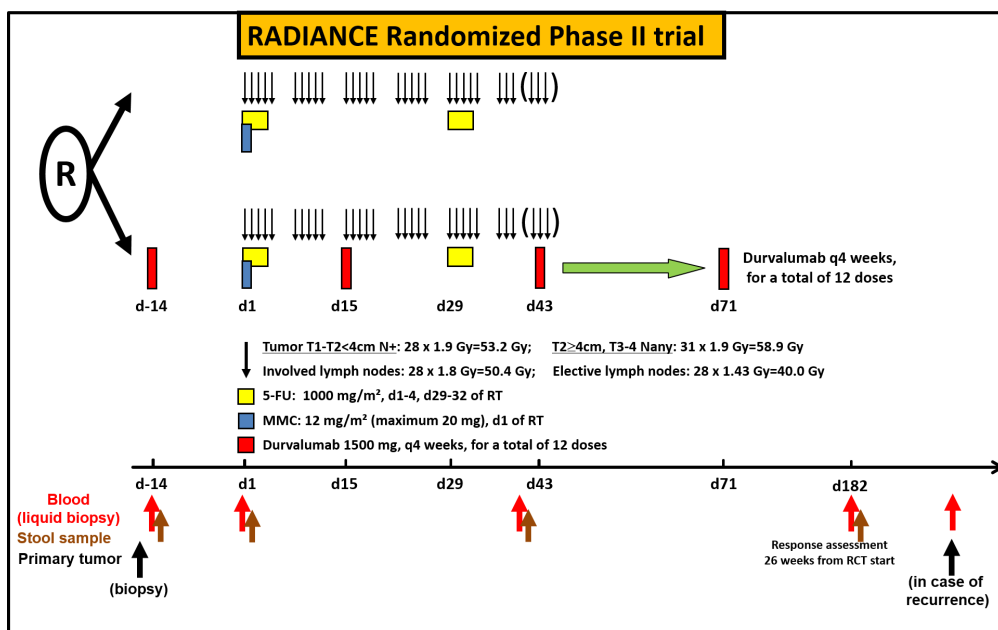 RADIANCE Randomized Phase II trial
( )
R
( )
Durvalumab q4 weeks,
for a total of 12 doses
d-14 d1 d15 d29 d43 d71
Tumor T1-T2<4cm N+: 28 x 1.9 Gy=53.2 Gy; T2≥4cm, T3-4 Nany: 31 x 1.9 Gy=58.9 Gy
Involved lymph nodes: 28 x 1.8 Gy=50.4 Gy; Elective lymph nodes: 28 x 1.43 Gy=40.0 Gy
5-FU: 1000 mg/m², d1-4, d29-32 of RT
MMC: 12 mg/m² (maximum 20 mg), d1 of RT
Durvalumab 1500 mg, q4 weeks, for a total of 12 doses
d-14 d1 d15 d29 d43 d71 d182
Blood
(liquid biopsy)
Stool sample
Primary tumor
(biopsy)
Response assessment
26 weeks from RCT start
(in case of
recurrence)